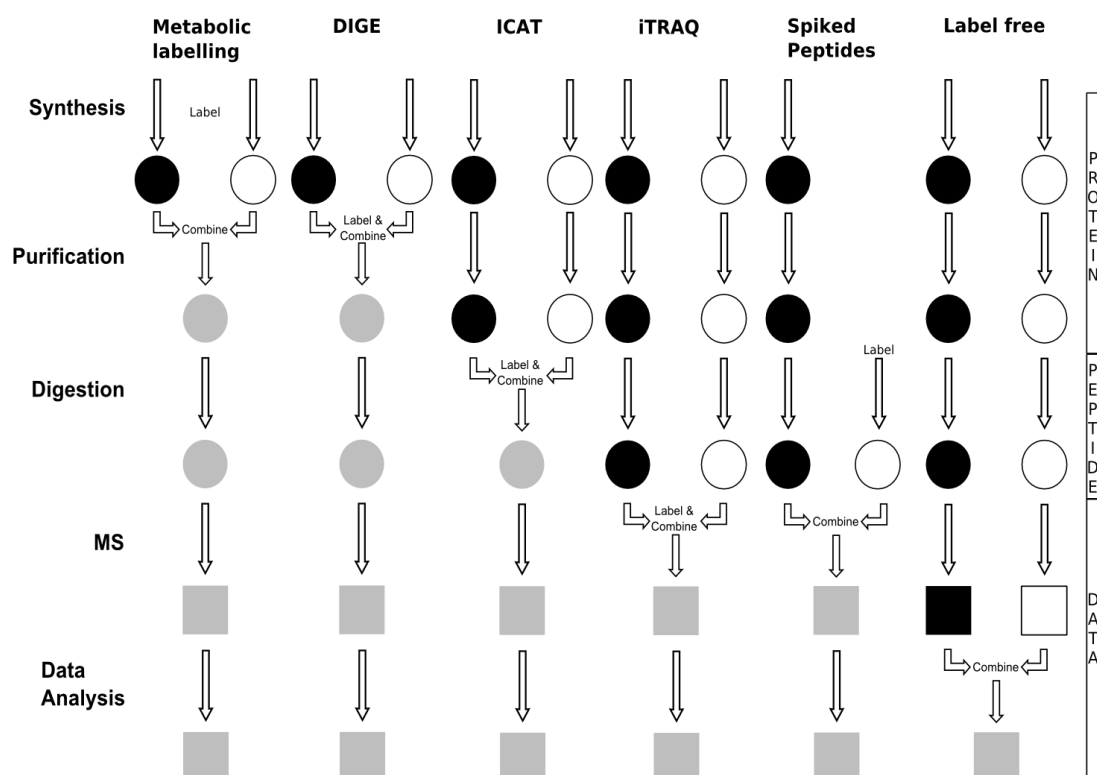 Metabolic
labelling
DIGE
ICAT
iTRAQ
Spiked
Peptides
Label free
Synthesis
Label
Combine
Label &
Combine
Purification
Label &
Combine
Label
Digestion
Label &
Combine
Combine
MS
Combine
Data
Analysis
PROTEIN
PEPTIDE
DATA